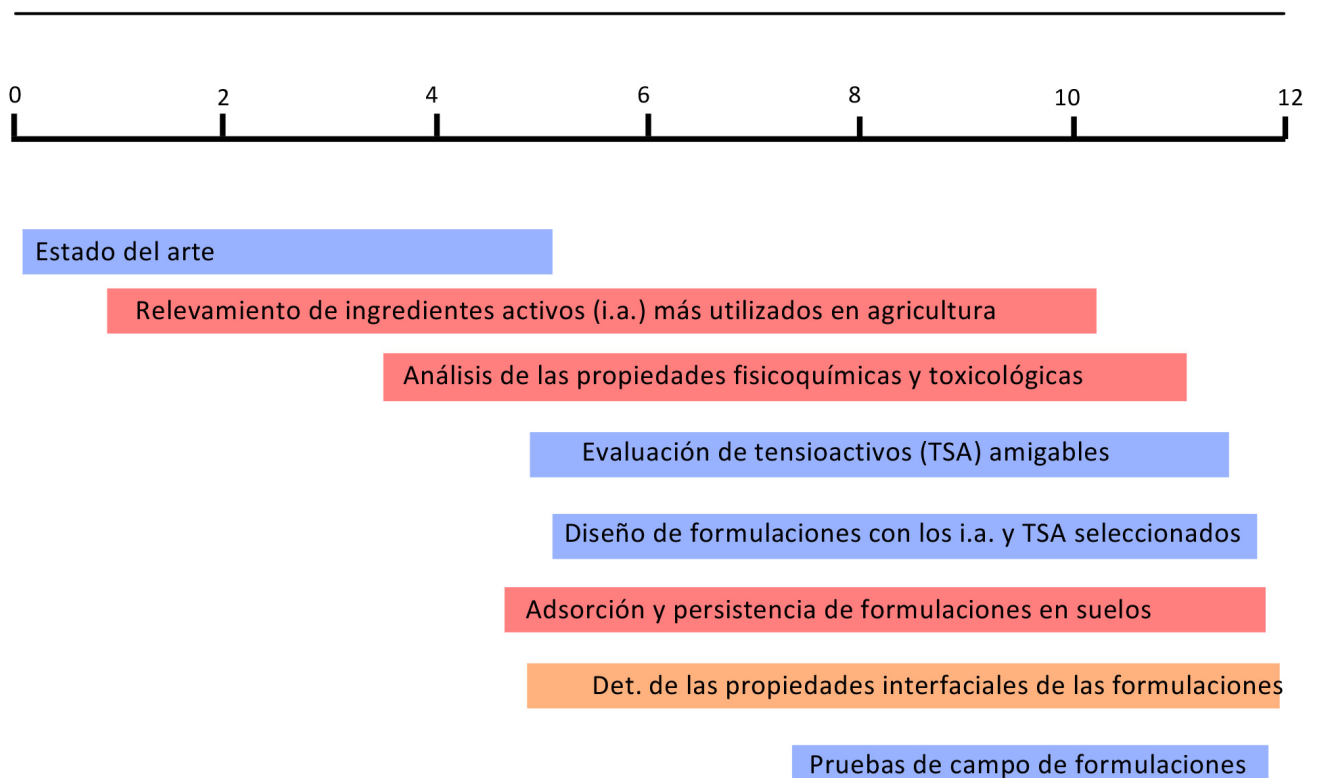 0 2 4 6 8 10 12
Estado del arte
Relevamiento de ingredientes activos (i.a.) más utilizados en agricultura
Análisis de las propiedades fisicoquímicas y toxicológicas
Evaluación de tensioactivos (TSA) amigables
Diseño de formulaciones con los i.a. y TSA seleccionados
Adsorción y persistencia de formulaciones en suelos
Det. de las propiedades interfaciales de las formulaciones
Pruebas de campo de formulaciones